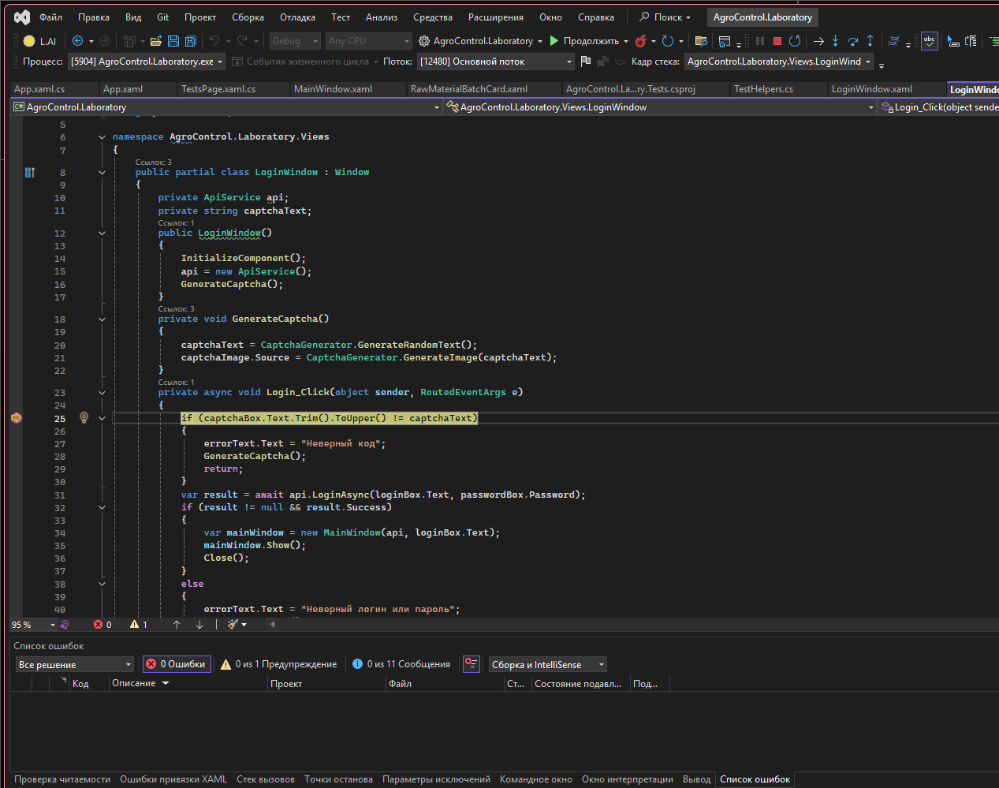 Файл Правка Вид Git Проект Сборка Отладка Тест Анализ Средства Расширения Окно Справка Поиск AgroControl.Laboratory
L.AI Debug Any CPU AgroControl.Laboratory Продолжить abc
Процесс: [5904] AgroControl.Laboratory.exe События жизненного цикла Поток: [12480] Основной поток Кадр стека: AgroControl.Laboratory.Views.LoginWind
App.xaml.cs App.xaml TestsPage.xaml.cs MainWindow.xaml RawMaterialBatchCard.xaml AgroControl.La...ry.Tests.csproj TestHelpers.cs LoginWindow.xaml LoginWindo
C# AgroControl.Laboratory AgroControl.Laboratory.Views.LoginWindow Login_Click(object sende
5
6 namespace AgroControl.Laboratory.Views
7 {
Ссылок: 3
8 public partial class LoginWindow : Window
9 {
10 private ApiService api;
11 private string captchaText;
Ссылок: 1
12 public LoginWindow()
13 {
14 InitializeComponent();
15 api = new ApiService();
16 GenerateCaptcha();
17 }
Ссылок: 3
18 private void GenerateCaptcha()
19 {
20 captchaText = CaptchaGenerator.GenerateRandomText();
21 captchaImage.Source = CaptchaGenerator.GenerateImage(captchaText);
22 }
Ссылок: 1
23 private async void Login_Click(object sender, RoutedEventArgs e)
24 {
25 if (captchaBox.Text.Trim().ToUpper() != captchaText)
26 {
27 errorText.Text = "Неверный код";
28 GenerateCaptcha();
29 return;
30 }
31 var result = await api.LoginAsync(loginBox.Text, passwordBox.Password);
32 if (result != null && result.Success)
33 {
34 var mainWindow = new MainWindow(api, loginBox.Text);
35 mainWindow.Show();
36 Close();
37 }
38 else
39 {
40 errorText.Text = "Неверный логин или пароль";
95 % 0 1
Список ошибок
Все решение 0 Ошибки 0 из 1 Предупреждение 0 из 11 Сообщения Сборка и IntelliSense
Код Описание Проект Файл Ст... Состояние подавл... Под...
Проверка читаемости Ошибки привязки XAML Стек вызовов Точки останова Параметры исключений Командное окно Окно интерпретации Вывод Список ошибок